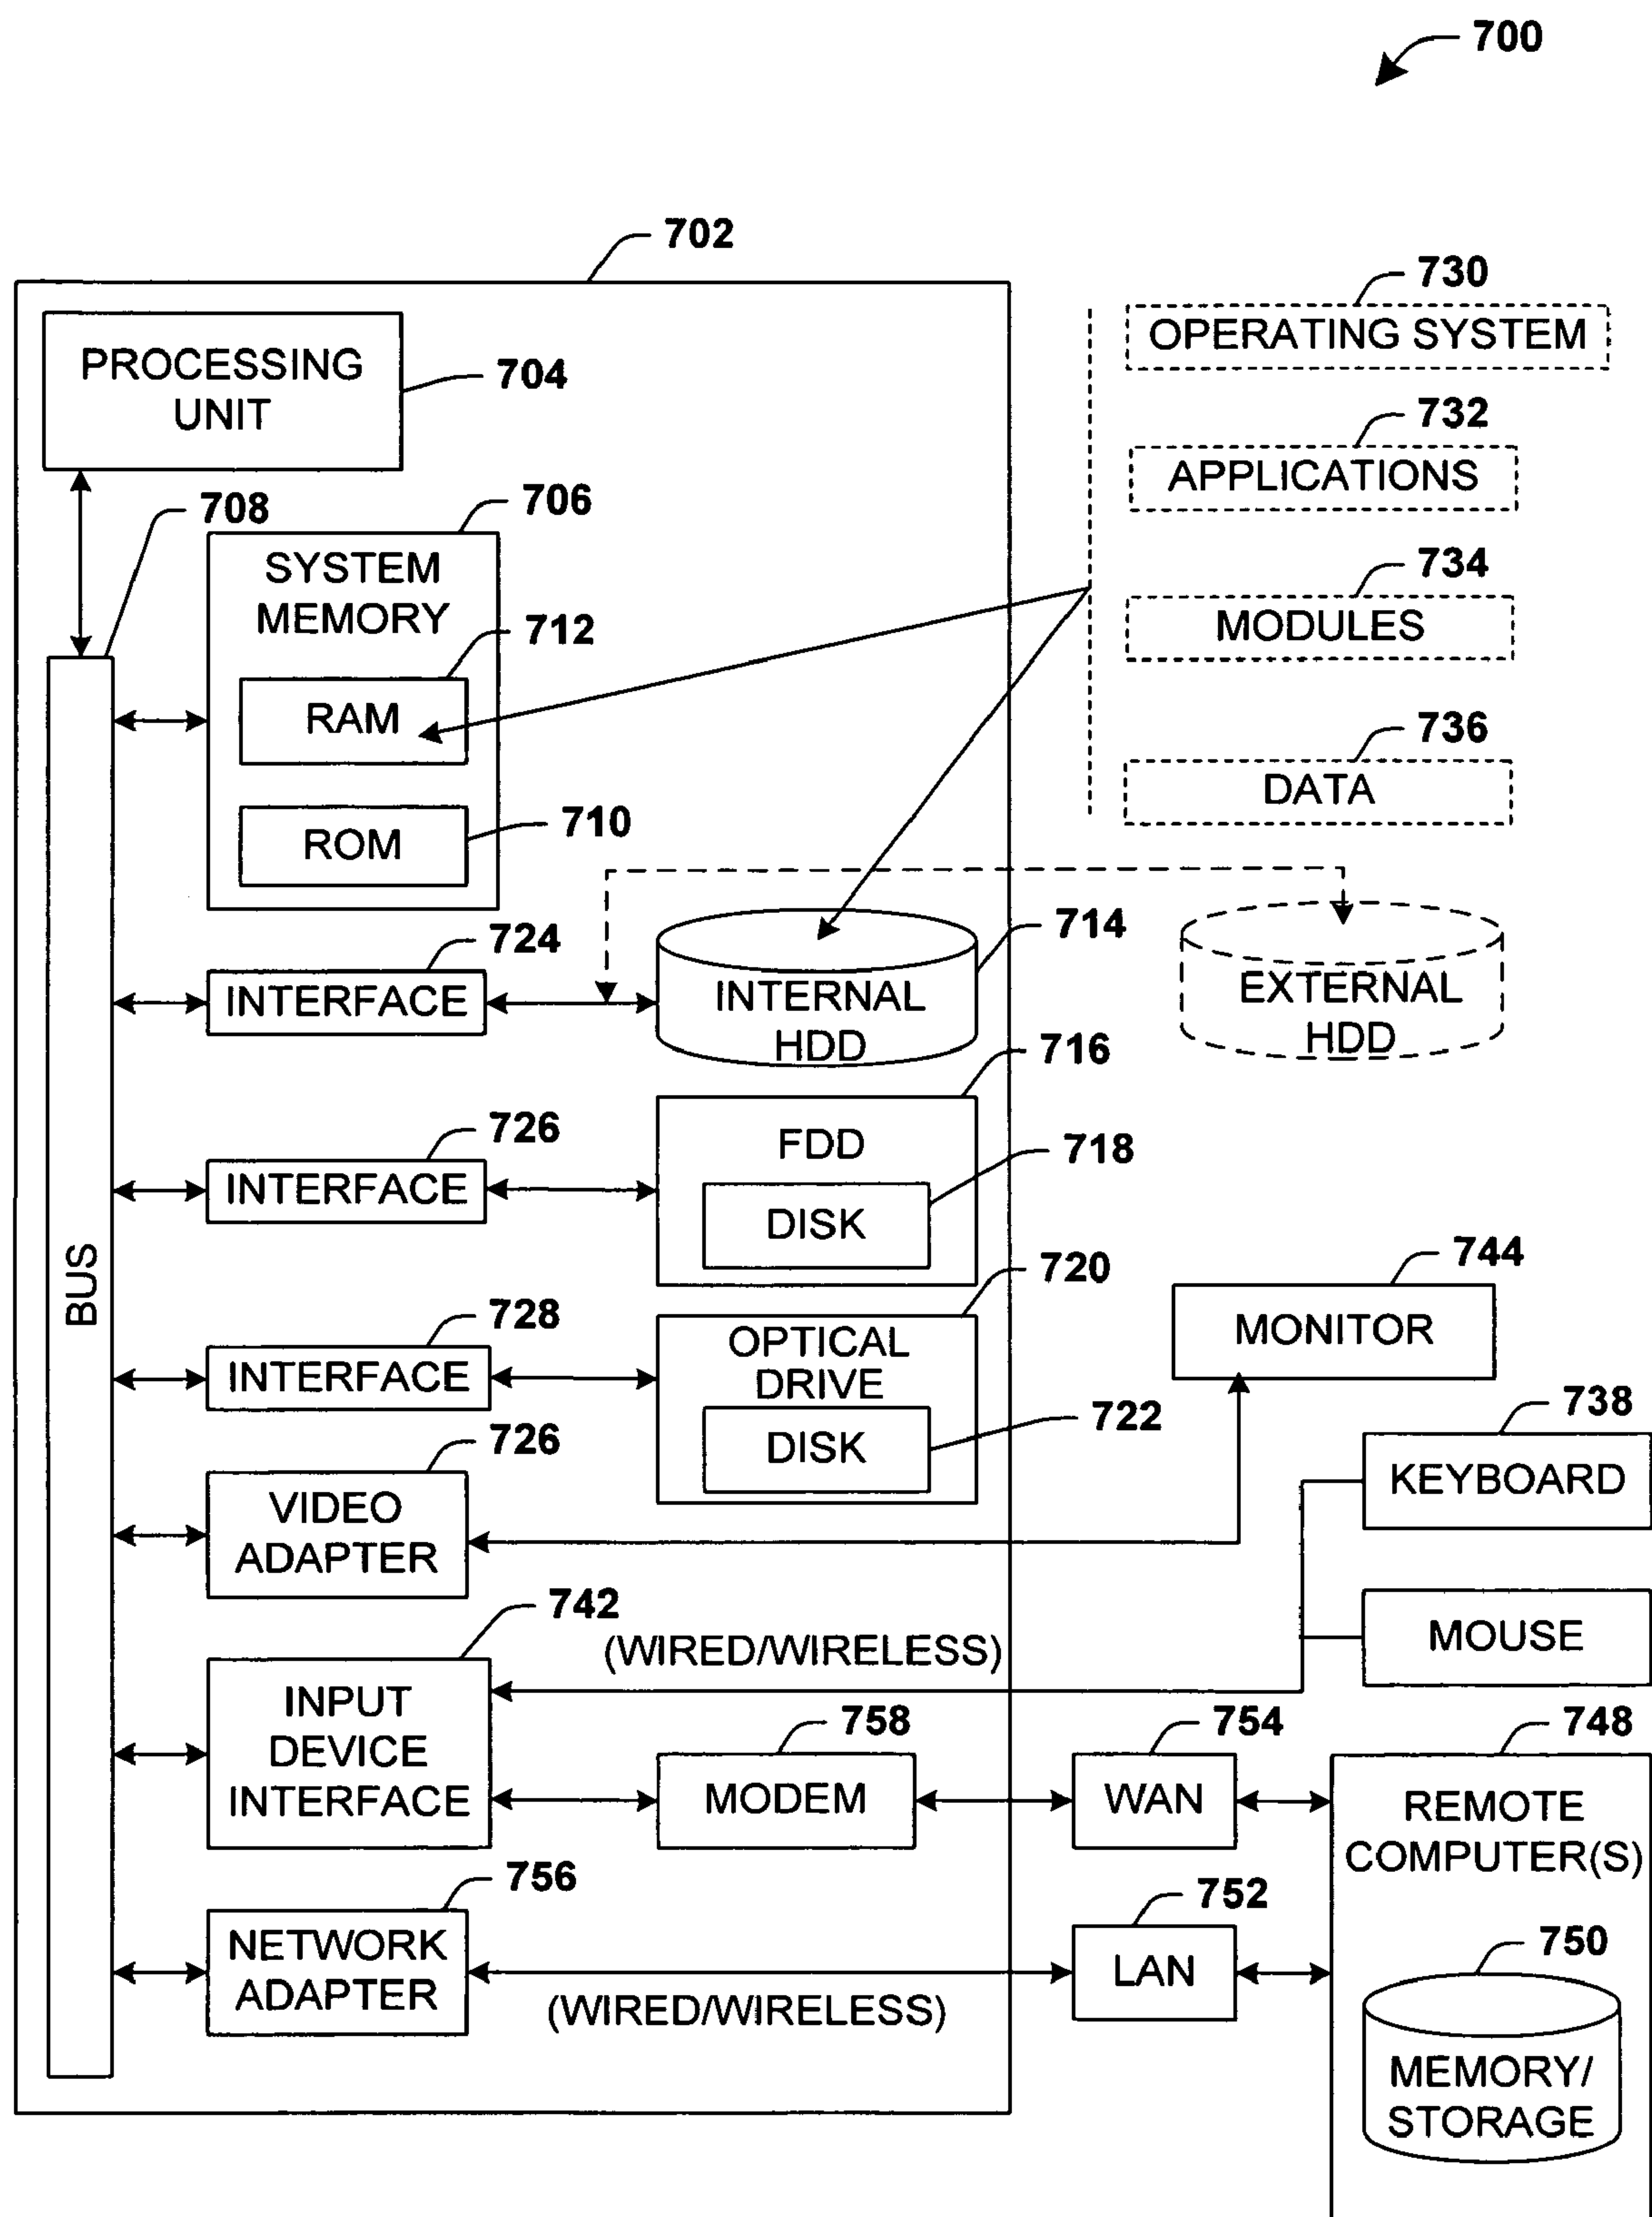 700
702
730
OPERATING SYSTEM
PROCESSING
UNIT
704
732
APPLICATIONS
708
706
SYSTEM
MEMORY
734
MODULES
712
RAM
736
DATA
710
ROM
724
INTERFACE
714
INTERNAL
HDD
EXTERNAL
HDD
716
726
INTERFACE
FDD
718
DISK
BUS
720
744
MONITOR
728
INTERFACE
OPTICAL
DRIVE
722
DISK
738
KEYBOARD
726
VIDEO
ADAPTER
742
(WIRED/WIRELESS)
MOUSE
INPUT
DEVICE
INTERFACE
758
MODEM
754
WAN
748
REMOTE
COMPUTER(S)
756
NETWORK
ADAPTER
(WIRED/WIRELESS)
752
LAN
750
MEMORY/
STORAGE